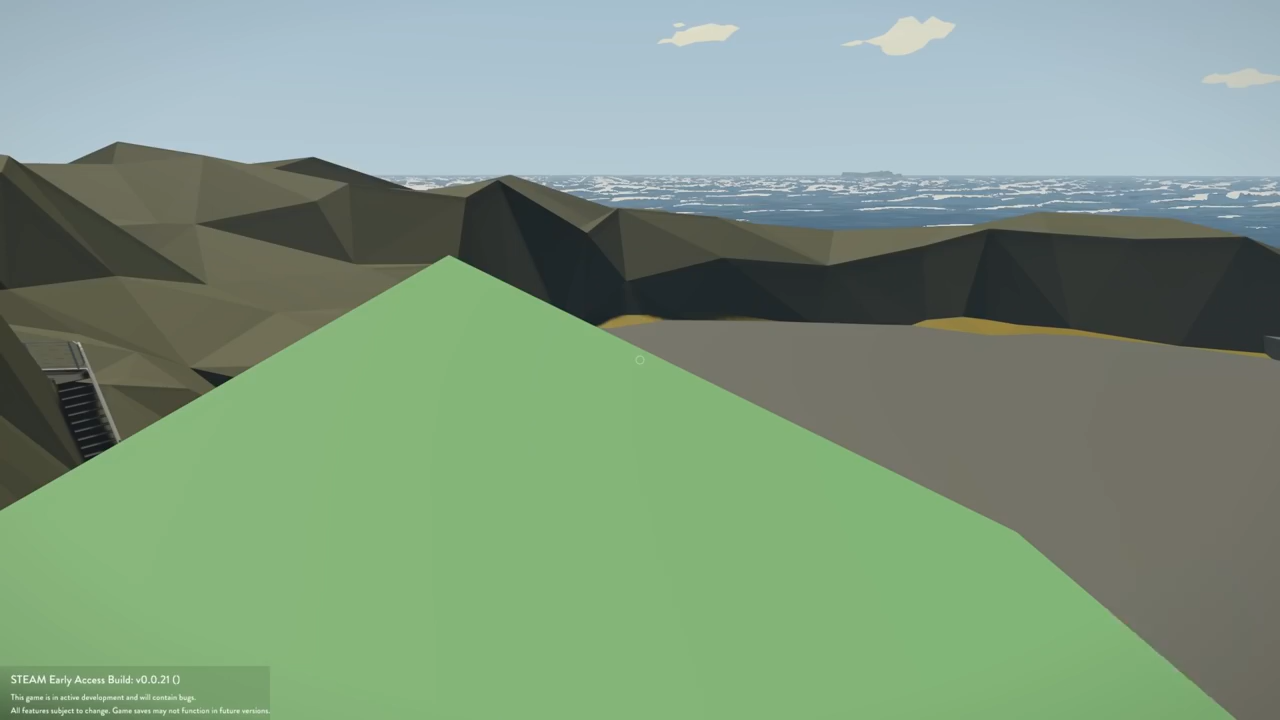 STEAM Early Access Build: v0.0.21 ()
This game is in active development and will contain bugs.
All features subject to change. Game saves may not function in future versions.